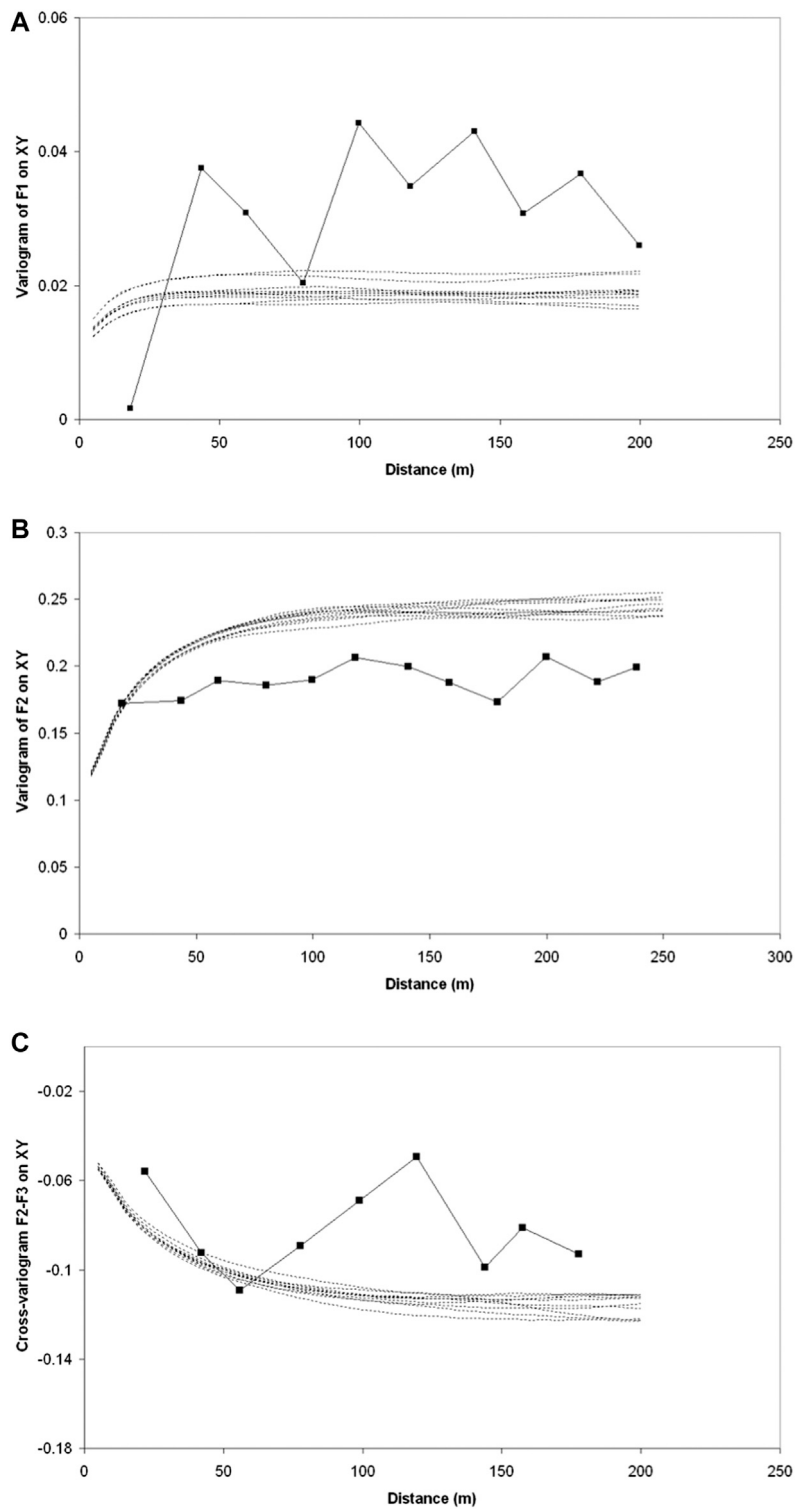 A
0.06
0.04
0.02
0
Variogram of F1 on XY
0 50 100 150 200 250
Distance (m)
B
0.3
0.25
0.2
0.15
0.1
0.05
0
Variogram of F2 on XY
0 50 100 150 200 250 300
Distance (m)
C
-0.02
-0.06
-0.1
-0.14
-0.18
Cross-variogram F2-F3 on XY
0 50 100 150 200 250
Distance (m)